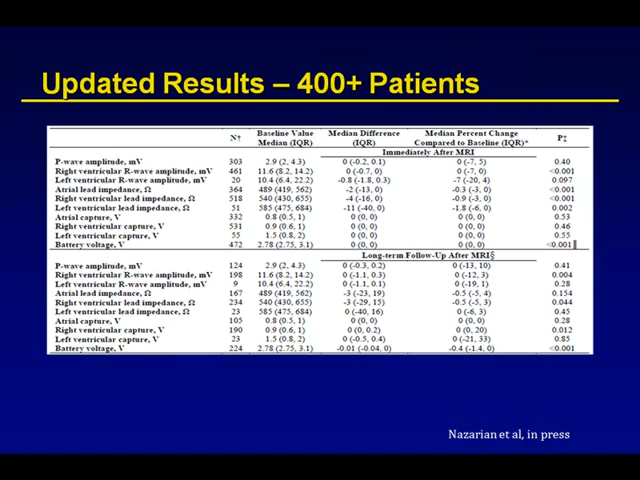 Updated Results – 400+ Patients
N† Baseline Value Median (IQR) Median Difference (IQR) Median Percent Change Compared to Baseline (IQR)* P‡
Immediately After MRI
P-wave amplitude, mV 303 2.9 (2, 4.3) 0 (-0.2, 0.1) 0 (-7, 5) 0.40
Right ventricular R-wave amplitude, mV 461 11.6 (8.2, 14.2) 0 (-0.7, 0) 0 (-7, 0) <0.001
Left ventricular R-wave amplitude, mV 20 10.4 (6.4, 22.2) -0.8 (-1.8, 0.3) -7 (-20, 4) 0.097
Atrial lead impedance, Ω 364 489 (419, 562) -2 (-13, 0) -0.3 (-3, 0) <0.001
Right ventricular lead impedance, Ω 518 540 (430, 655) -4 (-16, 0) -0.9 (-3, 0) <0.001
Left ventricular lead impedance, Ω 51 585 (475, 684) -11 (-40, 0) -1.8 (-6, 0) 0.002
Atrial capture, V 332 0.8 (0.5, 1) 0 (0, 0) 0 (0, 0) 0.53
Right ventricular capture, V 531 0.9 (0.6, 1) 0 (0, 0) 0 (0, 0) 0.46
Left ventricular capture, V 55 1.5 (0.8, 2) 0 (0, 0) 0 (0, 0) 0.55
Battery voltage, V 472 2.78 (2.75, 3.1) 0 (0, 0) 0 (0, 0) <0.001‖
Long-term Follow-Up After MRI§
P-wave amplitude, mV 124 2.9 (2, 4.3) 0 (-0.3, 0.2) 0 (-13, 10) 0.41
Right ventricular R-wave amplitude, mV 198 11.6 (8.2, 14.2) 0 (-1.1, 0.3) 0 (-12, 3) 0.004
Left ventricular R-wave amplitude, mV 9 10.4 (6.4, 22.2) 0 (-1.1, 0.1) 0 (-19, 1) 0.28
Atrial lead impedance, Ω 167 489 (419, 562) -3 (-23, 19) -0.5 (-5, 4) 0.154
Right ventricular lead impedance, Ω 234 540 (430, 655) -3 (-29, 15) -0.5 (-5, 3) 0.044
Left ventricular lead impedance, Ω 23 585 (475, 684) 0 (-40, 16) 0 (-6, 3) 0.45
Atrial capture, V 105 0.8 (0.5, 1) 0 (0, 0) 0 (0, 0) 0.28
Right ventricular capture, V 190 0.9 (0.6, 1) 0 (0, 0.2) 0 (0, 20) 0.012
Left ventricular capture, V 23 1.5 (0.8, 2) 0 (-0.5, 0.4) 0 (-21, 33) 0.85
Battery voltage, V 224 2.78 (2.75, 3.1) -0.01 (-0.04, 0) -0.4 (-1.4, 0) <0.001
Nazarian et al, in press